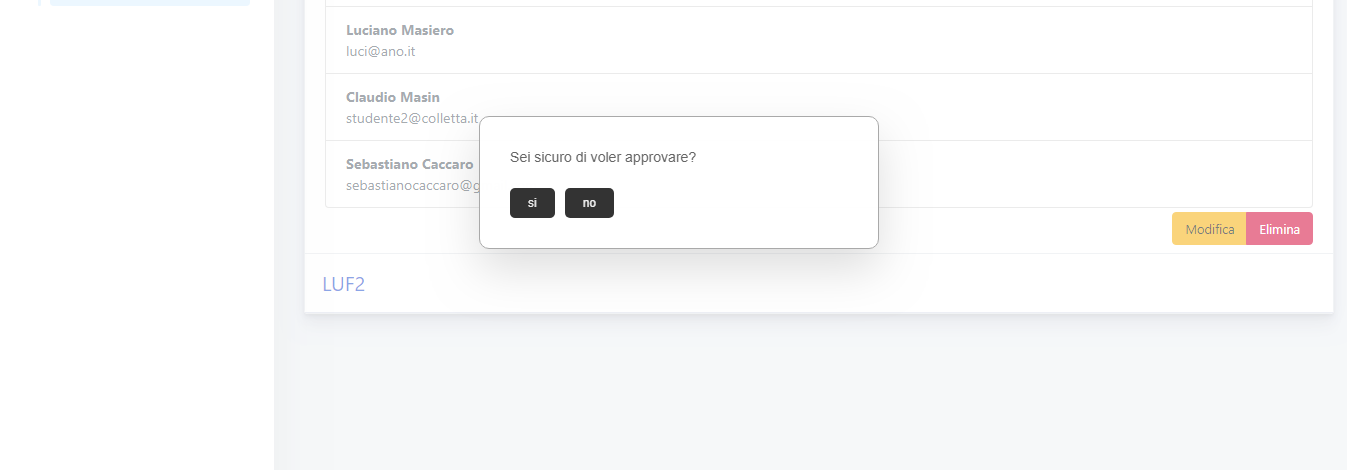 Luciano Masiero
luci@ano.it
Claudio Masin
studente2@colletta.it
Sebastiano Caccaro
sebastianocaccaro@g
Sei sicuro di voler approvare?
si no
Modifica Elimina
LUF2